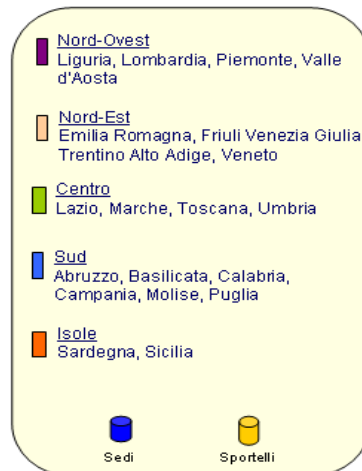 Nord-Ovest
Liguria, Lombardia, Piemonte, Valle
d'Aosta
Nord-Est
Emilia Romagna, Friuli Venezia Giulia
Trentino Alto Adige, Veneto
Centro
Lazio, Marche, Toscana, Umbria
Sud
Abruzzo, Basilicata, Calabria,
Campania, Molise, Puglia
Isole
Sardegna, Sicilia
Sedi Sportelli